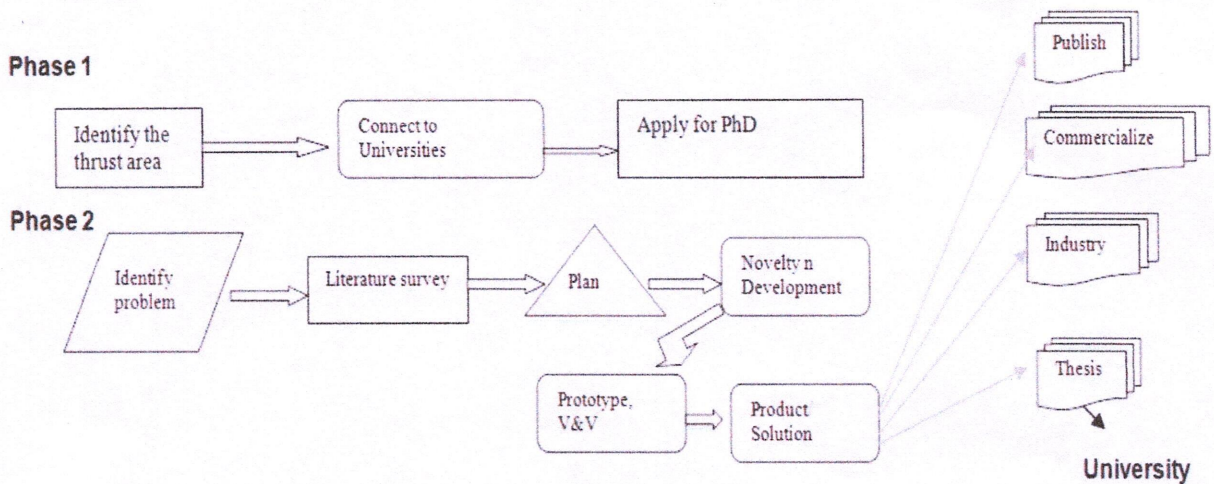 Phase 1
Identify the
thrust area
Connect to
Universities
Apply for PhD
Phase 2
Identify
problem
Literature survey
Plan
Novelty n
Development
Prototype,
V&V
Product
Solution
Publish
Commercialize
Industry
Thesis
University